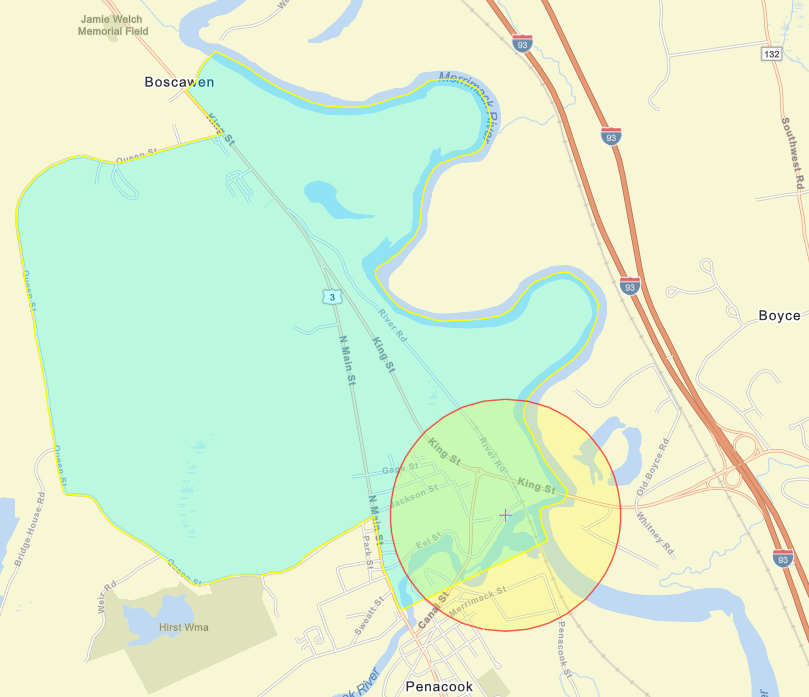 Jamie Welch
Memorial Field
93
132
Boscawen
Merrimack River
King St
93
Southwest Rd
Queen St
Queen St
3
93
River Rd
Boyce
N Main St
King St
King St
River Rd
Old Boyce Rd
Queen St
Gage St
King St
Jackson St
Bridge House Rd
N Main St
Whitney Rd
Eel St
Park St
93
Queen St
Weir Rd
Merrimack St
Canal St
Sweatt St
Hirst Wma
Penacook St
River
Penacook